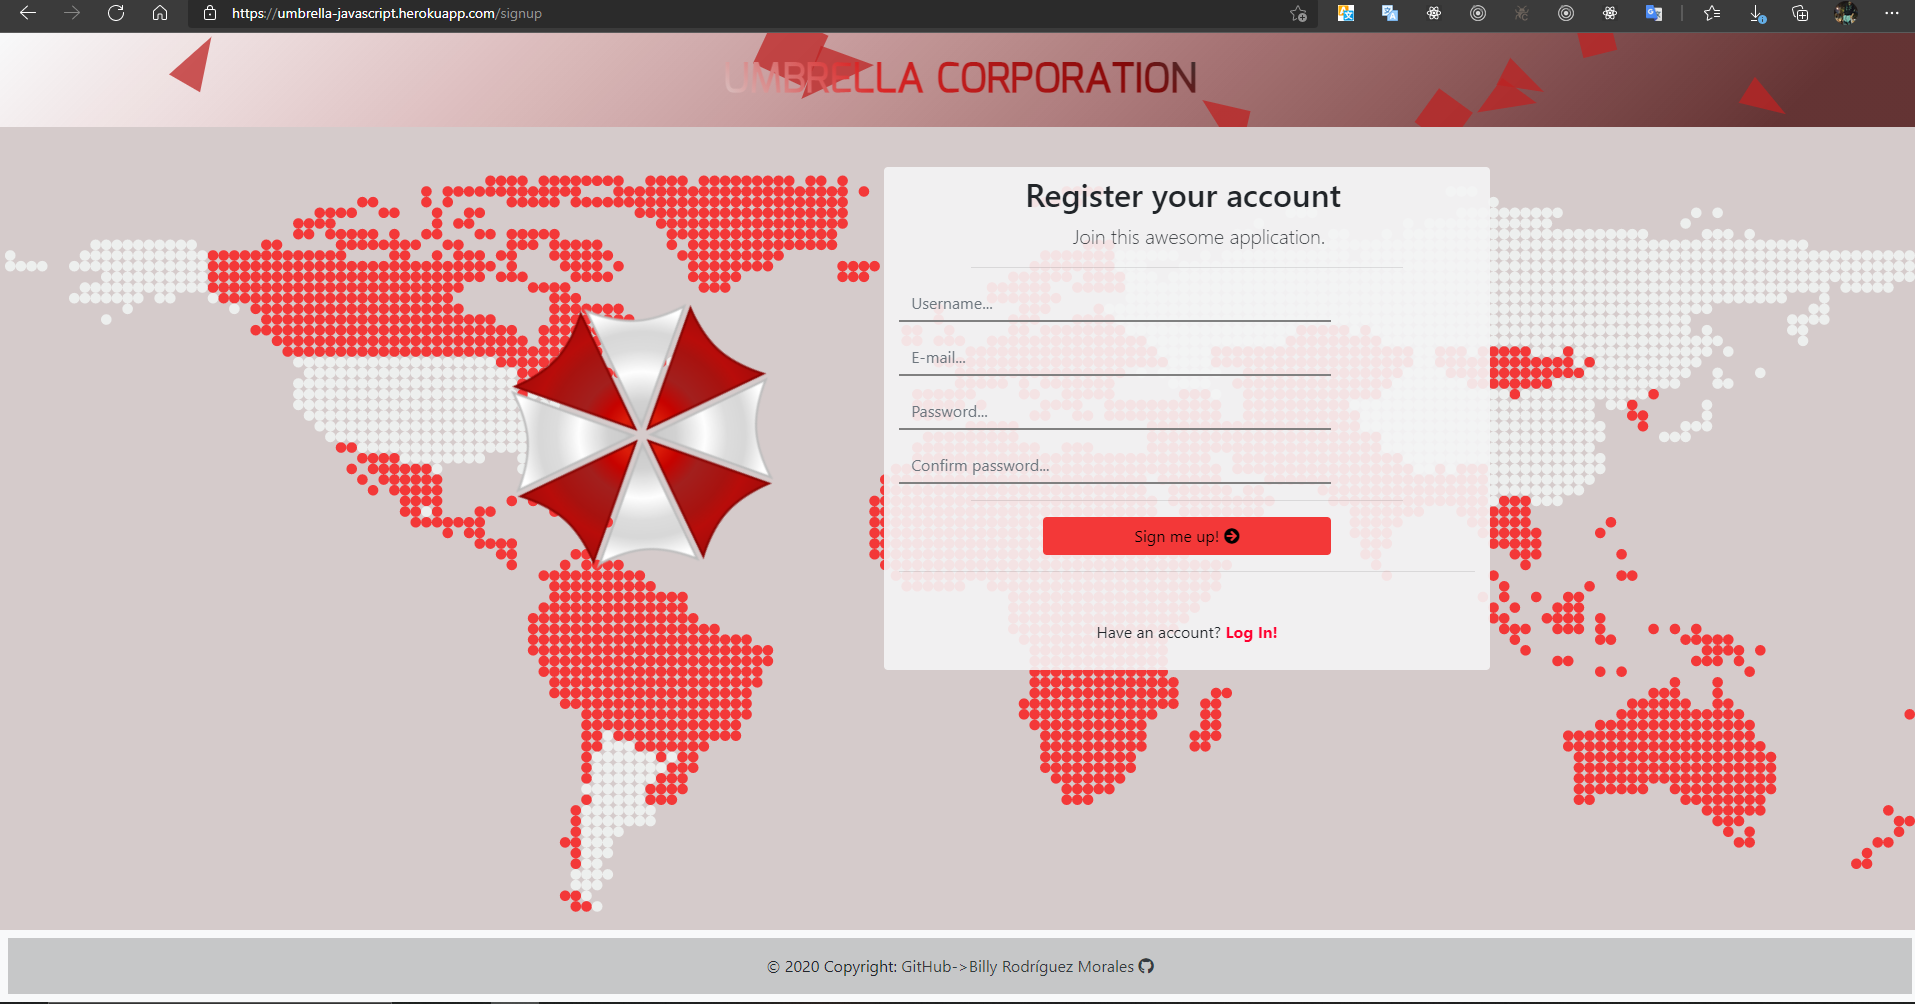 https://umbrella-javascript.herokuapp.com/signup
UMBRELLA CORPORATION
Register your account
Join this awesome application.
Username...
E-mail...
Password...
Confirm password...
Sign me up!
Have an account? Log In!
© 2020 Copyright: GitHub->Billy Rodríguez Morales